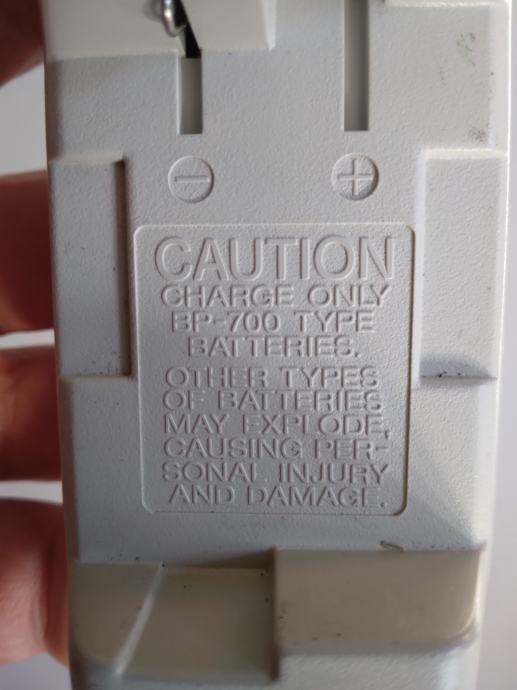 − +
CAUTION
CHARGE ONLY
BP-700 TYPE
BATTERIES.
OTHER TYPES
OF BATTERIES
MAY EXPLODE,
CAUSING PER-
SONAL INJURY
AND DAMAGE.